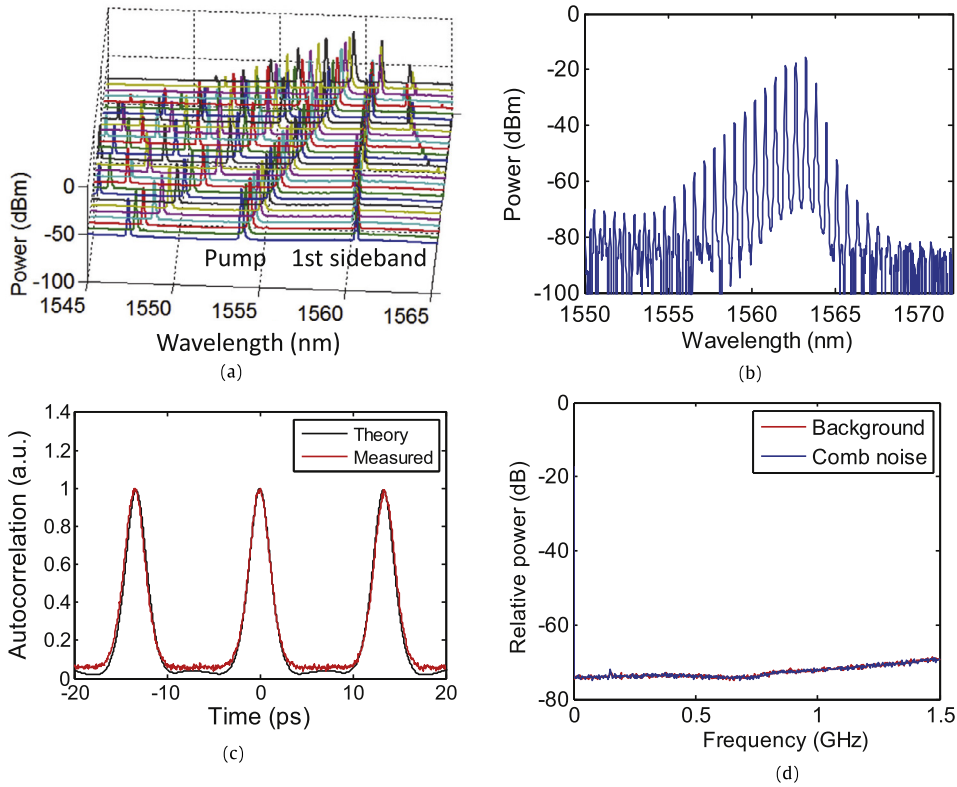 Power (dBm)
0
-50
-100
Pump
1st sideband
1545
1550
1555
1560
1565
Wavelength (nm)
(a)
Power (dBm)
0
-20
-40
-60
-80
-100
1550
1555
1560
1565
1570
Wavelength (nm)
(b)
Autocorrelation (a.u.)
1.4
1.2
1
0.8
0.6
0.4
0.2
0
Theory
Measured
-20
-10
0
10
20
Time (ps)
(c)
Relative power (dB)
0
-20
-40
-60
-80
Background
Comb noise
0
0.5
1
1.5
Frequency (GHz)
(d)